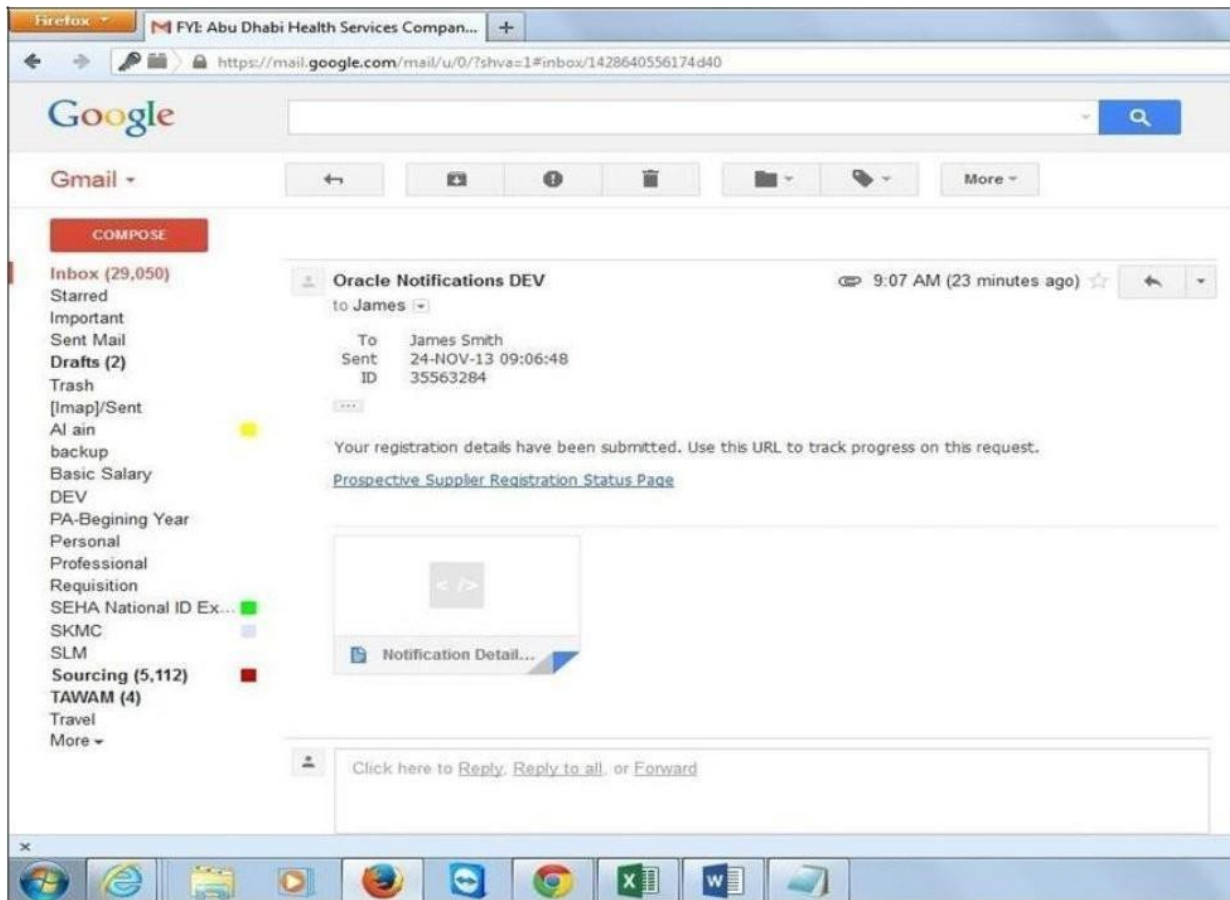 Firefox
FYI: Abu Dhabi Health Services Compan...
https://mail.google.com/mail/u/0/?shva=1#inbox/1428640556174d40
Google
Gmail
More
COMPOSE
Inbox (29,050)
Starred
Important
Sent Mail
Drafts (2)
Trash
[Imap]/Sent
Al ain
backup
Basic Salary
DEV
PA-Begining Year
Personal
Professional
Requisition
SEHA National ID Ex...
SKMC
SLM
Sourcing (5,112)
TAWAM (4)
Travel
More
Oracle Notifications DEV
9:07 AM (23 minutes ago)
to James
To James Smith
Sent 24-NOV-13 09:06:48
ID 35563284
Your registration details have been submitted. Use this URL to track progress on this request.
Prospective Supplier Registration Status Page
< />
Notification Detail...
Click here to Reply, Reply to all, or Forward